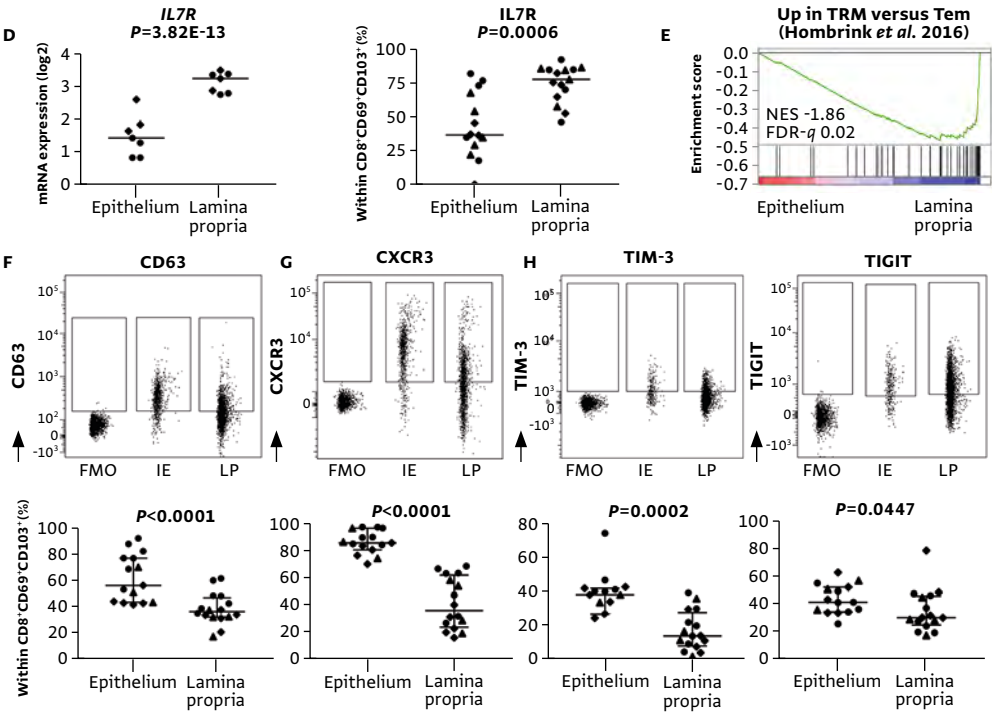 D
IL7R
P=3.82E-13
mRNA expression (log2)
4
3
2
1
0
Epithelium
Lamina
propria
IL7R
P=0.0006
Within CD8⁺CD69⁺CD103⁺ (%)
100
75
50
25
0
Epithelium
Lamina
propria
E
Up in TRM versus Tem
(Hombrink et al. 2016)
Enrichment score
0.0
-0.1
-0.2
-0.3
-0.4
-0.5
-0.6
-0.7
NES -1.86
FDR-q 0.02
Epithelium
Lamina
propria
F
CD63
CD63
10⁵
10⁴
10³
10²
0
-10³
FMO IE LP
G
CXCR3
CXCR3
10⁵
10⁴
10³
0
FMO IE LP
H
TIM-3
TIM-3
10⁵
10⁴
10³
0
-10³
FMO IE LP
TIGIT
TIGIT
10⁵
10⁴
10³
0
-10³
FMO IE LP
Within CD8⁺CD69⁺CD103⁺(%)
P<0.0001
100
80
60
40
20
0
Epithelium
Lamina
propria
P<0.0001
100
80
60
40
20
0
Epithelium
Lamina
propria
P=0.0002
80
60
40
20
0
Epithelium
Lamina
propria
P=0.0447
100
80
60
40
20
0
Epithelium
Lamina
propria